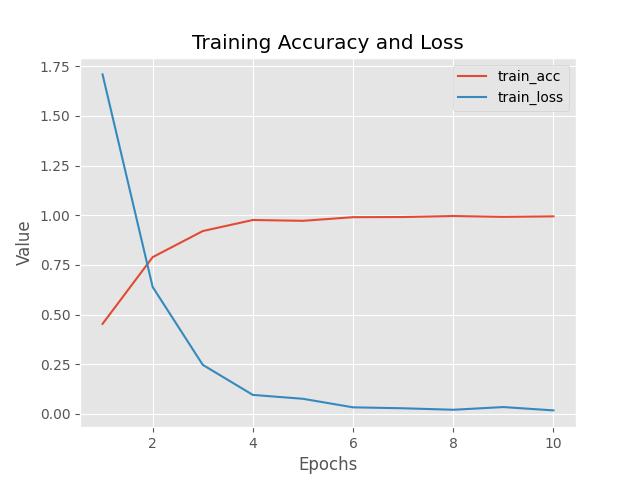 Training Accuracy and Loss
train_acc
train_loss
1.75
1.50
1.25
1.00
0.75
0.50
0.25
0.00
Value
2 4 6 8 10
Epochs